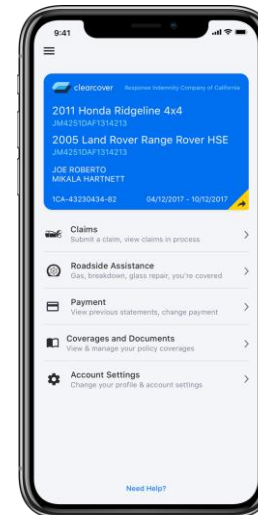 9:41
clearcover Response Indemnity Company of California
2011 Honda Ridgeline 4x4
JM4251DAF1314213
2005 Land Rover Range Rover HSE
JM4251DAF1314213
JOE ROBERTO
MIKALA HARTNETT
1CA-43230434-82 04/12/2017 - 10/12/2017
Claims
Submit a claim, view claims in process
Roadside Assistance
Gas, breakdown, glass repair, you're covered
Payment
View previous statements, change payment
Coverages and Documents
View & manage your policy coverages
Account Settings
Change your profile & account settings
Need Help?